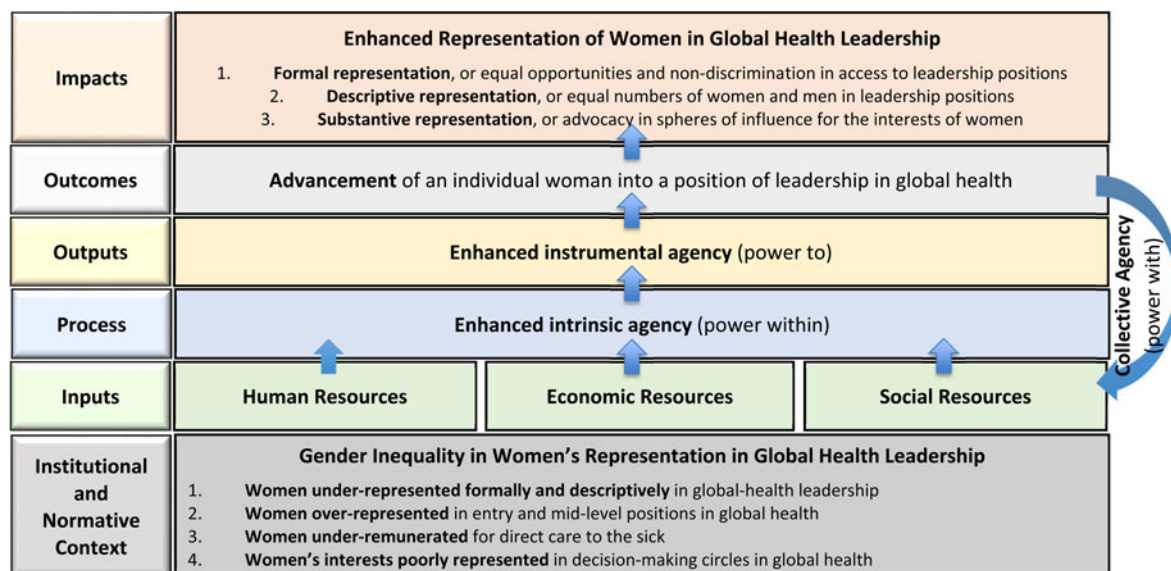 Impacts
Enhanced Representation of Women in Global Health Leadership
1. Formal representation, or equal opportunities and non-discrimination in access to leadership positions
2. Descriptive representation, or equal numbers of women and men in leadership positions
3. Substantive representation, or advocacy in spheres of influence for the interests of women
Outcomes
Advancement of an individual woman into a position of leadership in global health
Outputs
Enhanced instrumental agency (power to)
Process
Enhanced intrinsic agency (power within)
Collective Agency
(power with)
Inputs
Human Resources
Economic Resources
Social Resources
Institutional
and
Normative
Context
Gender Inequality in Women’s Representation in Global Health Leadership
1. Women under-represented formally and descriptively in global-health leadership
2. Women over-represented in entry and mid-level positions in global health
3. Women under-remunerated for direct care to the sick
4. Women’s interests poorly represented in decision-making circles in global health